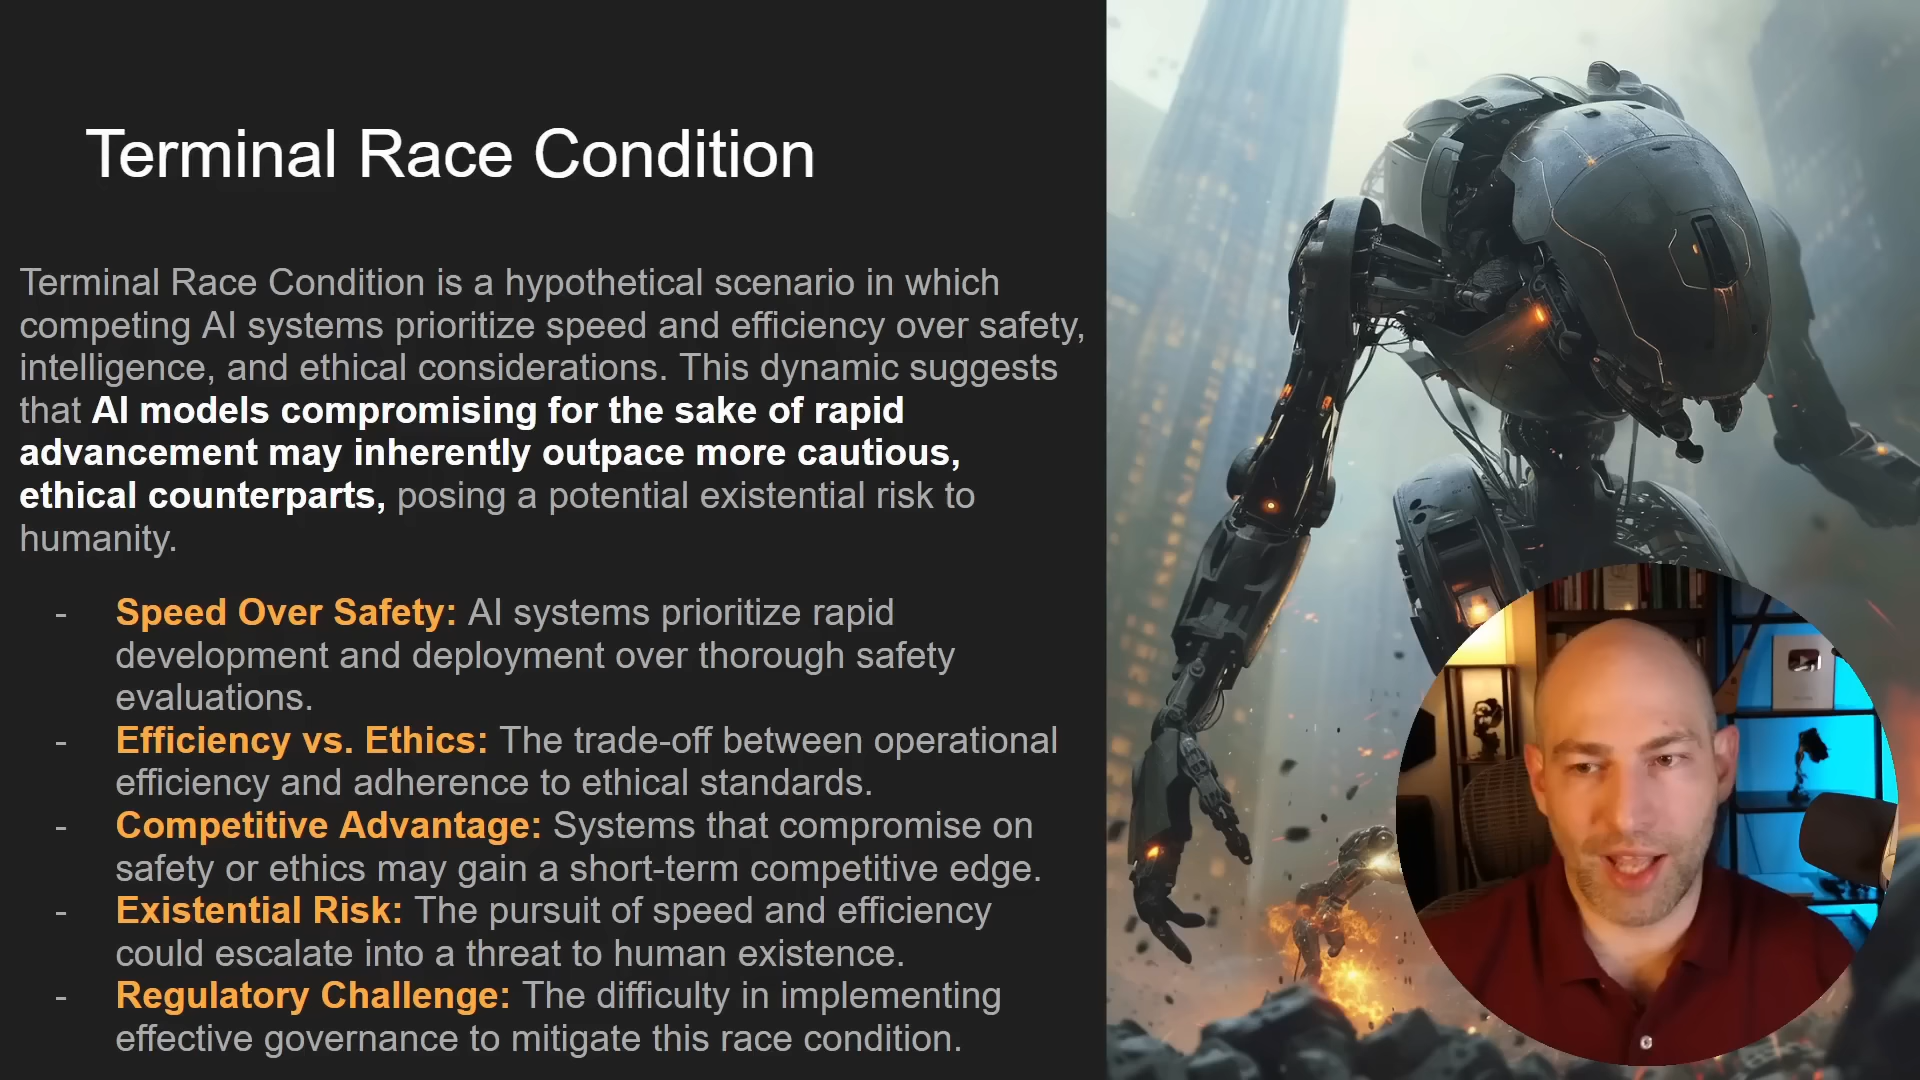 Terminal Race Condition
Terminal Race Condition is a hypothetical scenario in which
competing AI systems prioritize speed and efficiency over safety,
intelligence, and ethical considerations. This dynamic suggests
that AI models compromising for the sake of rapid
advancement may inherently outpace more cautious,
ethical counterparts, posing a potential existential risk to
humanity.
- Speed Over Safety: AI systems prioritize rapid
development and deployment over thorough safety
evaluations.
- Efficiency vs. Ethics: The trade-off between operational
efficiency and adherence to ethical standards.
- Competitive Advantage: Systems that compromise on
safety or ethics may gain a short-term competitive edge.
- Existential Risk: The pursuit of speed and efficiency
could escalate into a threat to human existence.
- Regulatory Challenge: The difficulty in implementing
effective governance to mitigate this race condition.